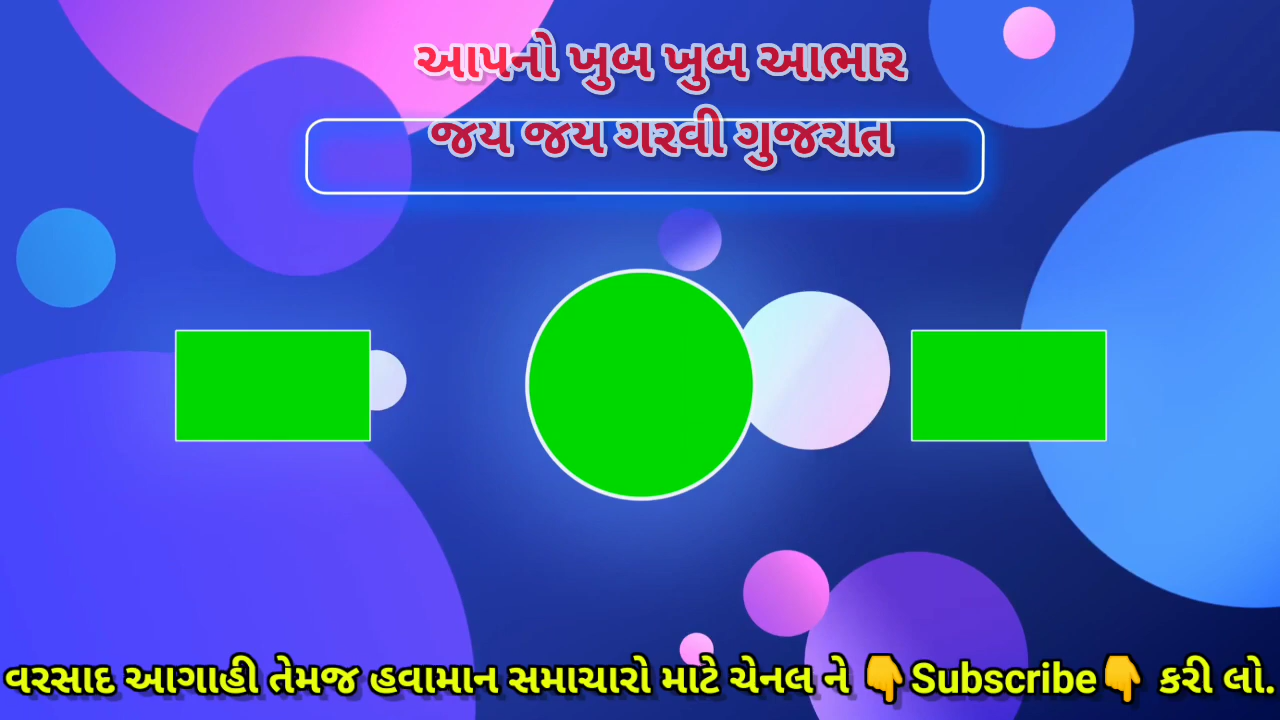 આપનો ખુબ ખુબ આભાર
જય જય ગરવી ગુજરાત
વરસાદ આગાહી તેમજ હવામાન સમાચારો માટે ચેનલ ને 👇Subscribe👇 કરી લો.